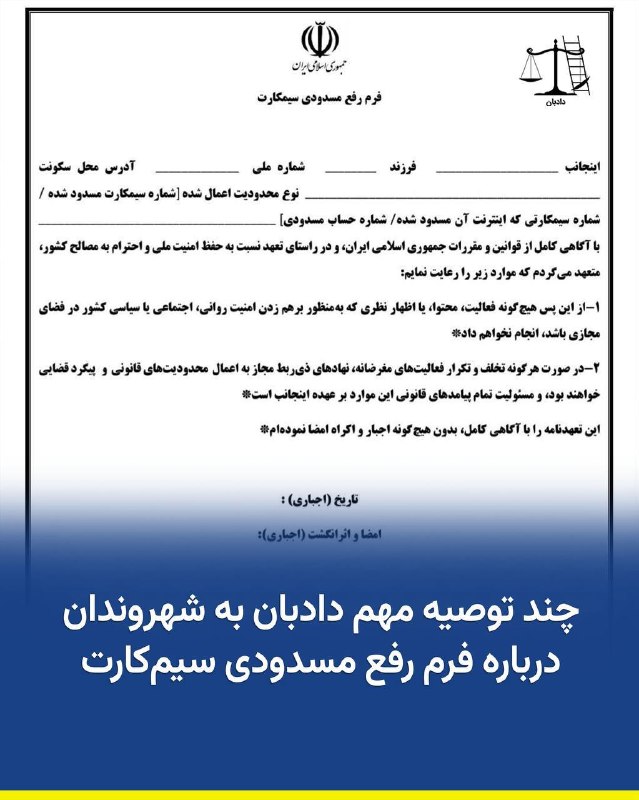 جمهوری اسلامی ایران
دادبان
فرم رفع مسدودی سیمکارت
اینجانب ____________________ فرزند ________ شماره ملی _____________ آدرس محل سکونت
________________________________________________ نوع محدودیت اعمال شده [شماره سیمکارت مسدود شده /
شماره سیمکارتی که اینترنت آن مسدود شده/ شماره حساب مسدودی] ______________________________________
با آگاهی کامل از قوانین و مقررات جمهوری اسلامی ایران، و در راستای تعهد نسبت به حفظ امنیت ملی و احترام به مصالح کشور،
متعهد می‌گردم که موارد زیر را رعایت نمایم:
۱-از این پس هیچ‌گونه فعالیت، محتوا، یا اظهار نظری که به‌منظور برهم زدن امنیت روانی، اجتماعی یا سیاسی کشور در فضای
مجازی باشد، انجام نخواهم داد*
۲-در صورت هرگونه تخلف و تکرار فعالیت‌های مغرضانه، نهادهای ذی‌ربط مجاز به اعمال محدودیت‌های قانونی و پیگرد قضایی
خواهند بود، و مسئولیت تمام پیامدهای قانونی این موارد بر عهده اینجانب است*
این تعهدنامه را با آگاهی کامل، بدون هیچ‌گونه اجبار و اکراه امضا نموده‌ام*
تاریخ (اجباری) :
امضا و اثرانگشت (اجباری):
چند توصیه مهم دادبان به شهروندان
درباره فرم رفع مسدودی سیم‌کارت